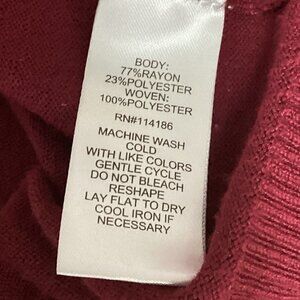 BODY:
77%RAYON
23%POLYESTER
WOVEN:
100%POLYESTER
RN#114186
MACHINE WASH
COLD
WITH LIKE COLORS
GENTLE CYCLE
DO NOT BLEACH
RESHAPE
LAY FLAT TO DRY
COOL IRON IF
NECESSARY